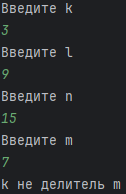 Введите k
3
Введите l
9
Введите n
15
Введите m
7
k не делитель m